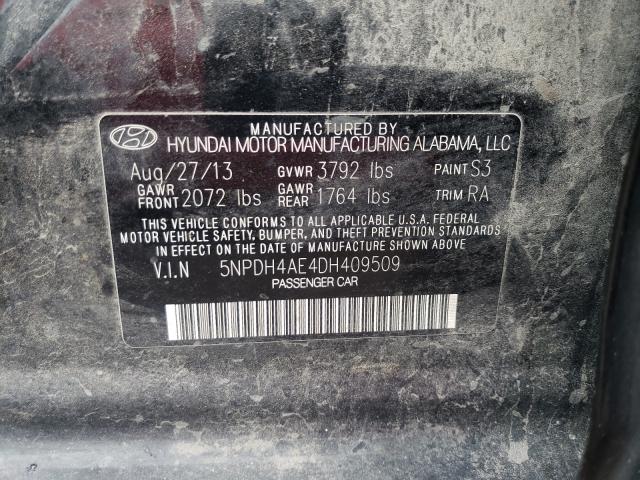 MANUFACTURED BY
HYUNDAI MOTOR MANUFACTURING ALABAMA, LLC
Aug/27/13 GVWR 3792 lbs PAINT S3
GAWR FRONT 2072 lbs GAWR REAR 1764 lbs TRIM RA
THIS VEHICLE CONFORMS TO ALL APPLICABLE U.S.A. FEDERAL
MOTOR VEHICLE SAFETY, BUMPER, AND THEFT PREVENTION STANDARDS
IN EFFECT ON THE DATE OF MANUFACTURE SHOWN ABOVE
V.I.N 5NPDH4AE4DH409509
PASSENGER CAR